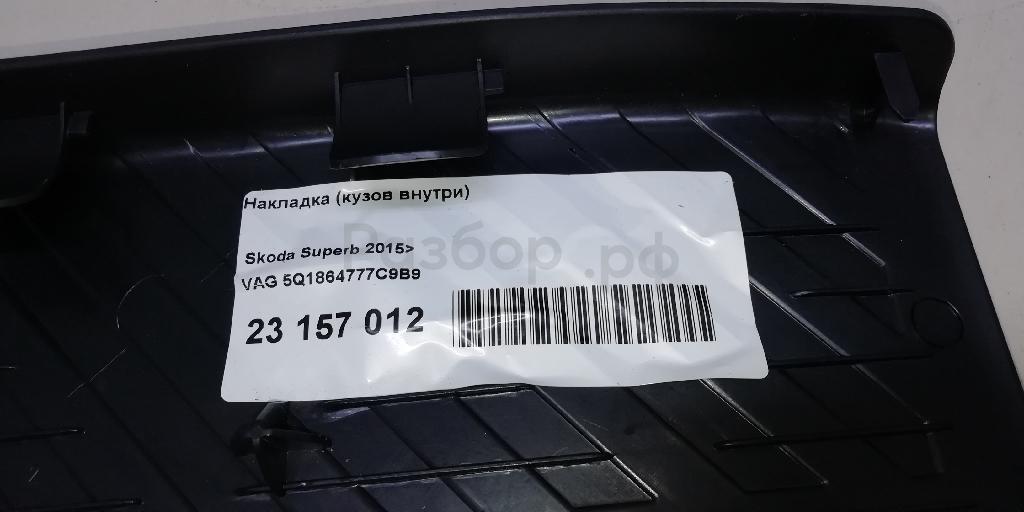 Накладка (кузов внутри)
Skoda Superb 2015>
Разбор.рф
VAG 5Q1864777C9B9
23 157 012